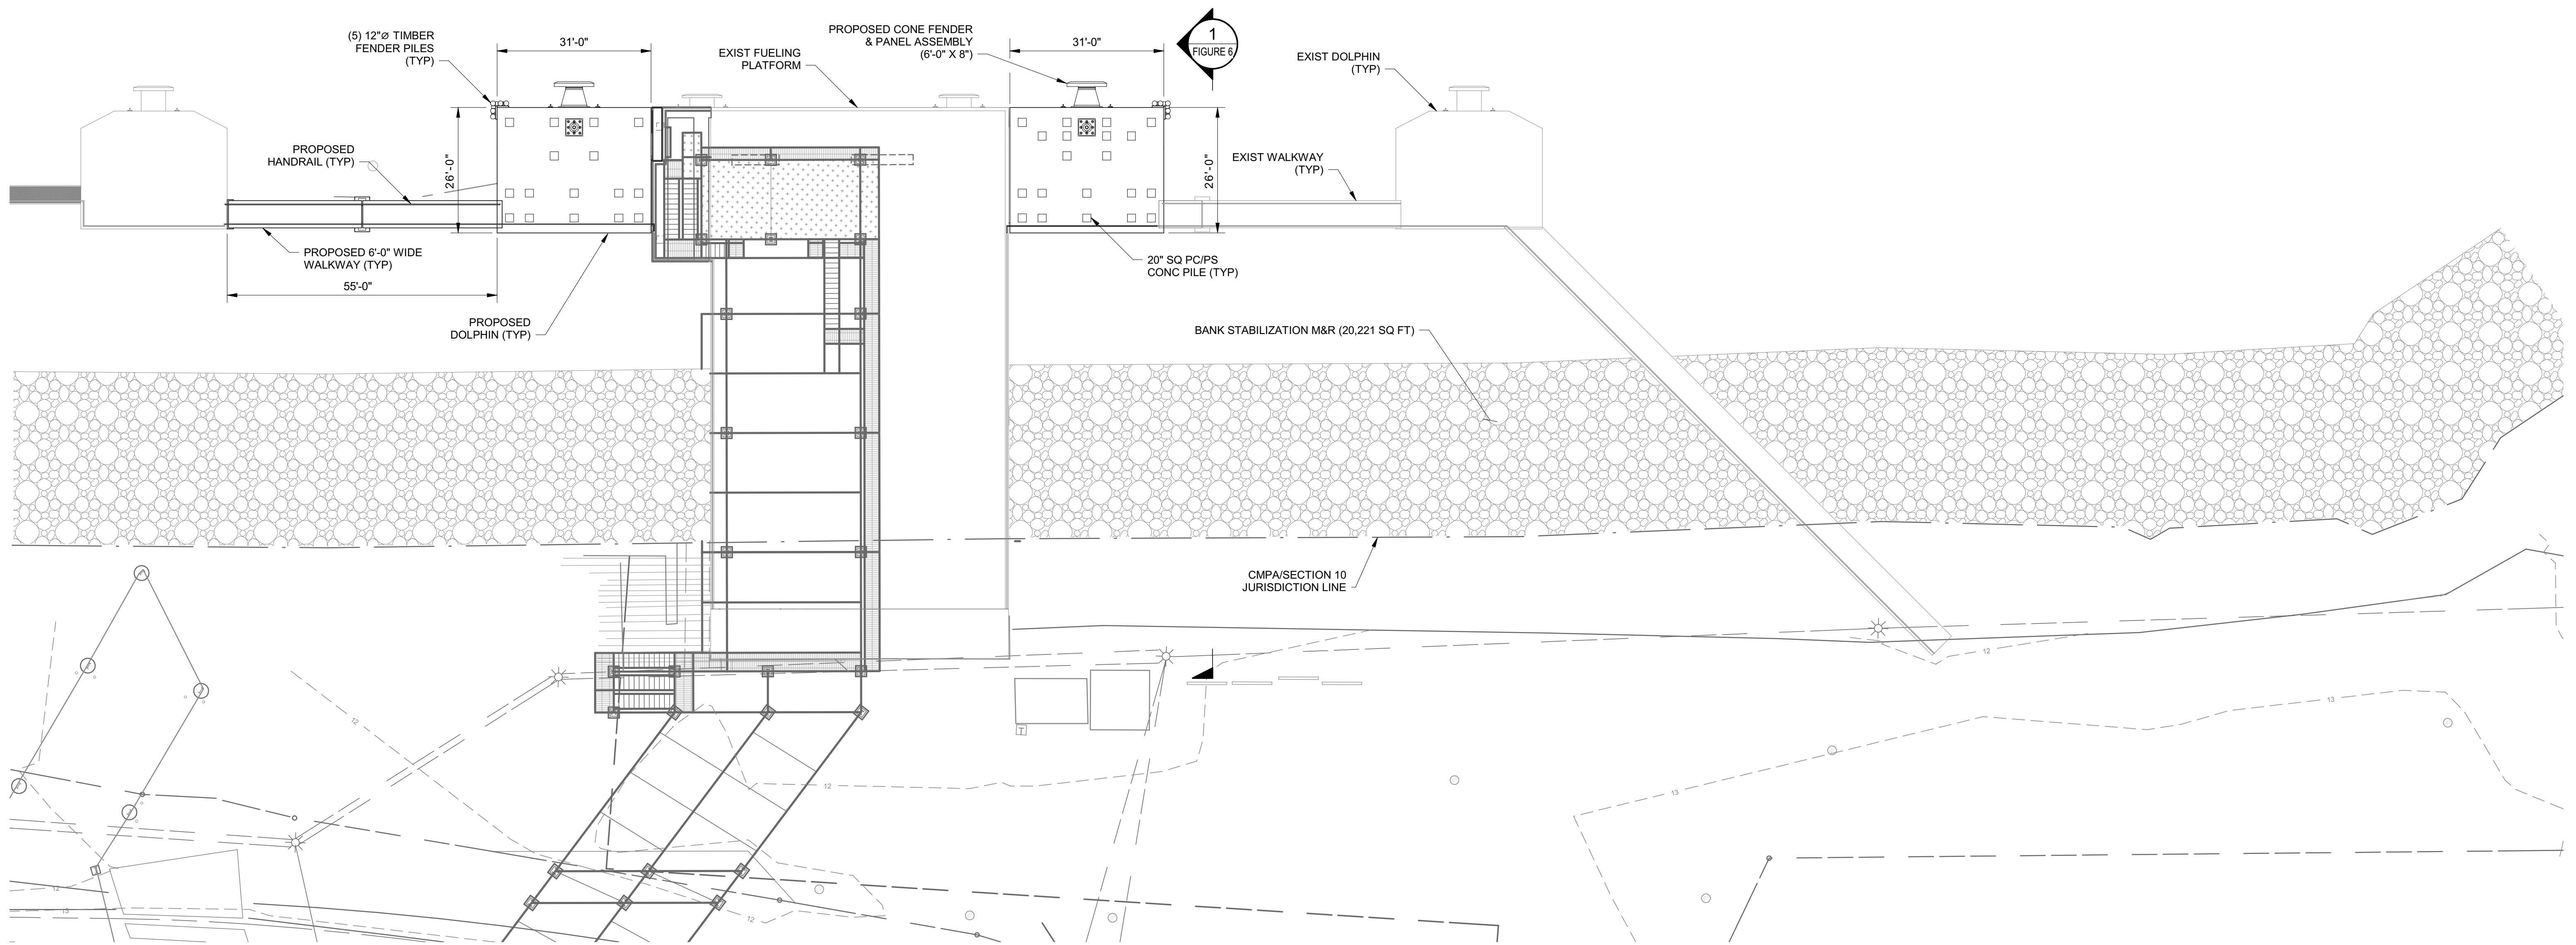 (5) 12"Ø TIMBER
FENDER PILES
(TYP)
31'-0"
EXIST FUELING
PLATFORM
PROPOSED CONE FENDER
& PANEL ASSEMBLY
(6'-0" X 8")
31'-0"
1
FIGURE 6
EXIST DOLPHIN
(TYP)
PROPOSED
HANDRAIL (TYP)
26'-0"
26'-0"
EXIST WALKWAY
(TYP)
PROPOSED 6'-0" WIDE
WALKWAY (TYP)
55'-0"
20" SQ PC/PS
CONC PILE (TYP)
PROPOSED
DOLPHIN (TYP)
BANK STABILIZATION M&R (20,221 SQ FT)
CMPA/SECTION 10
JURISDICTION LINE
12
13
12
T
12
13
12
13
12